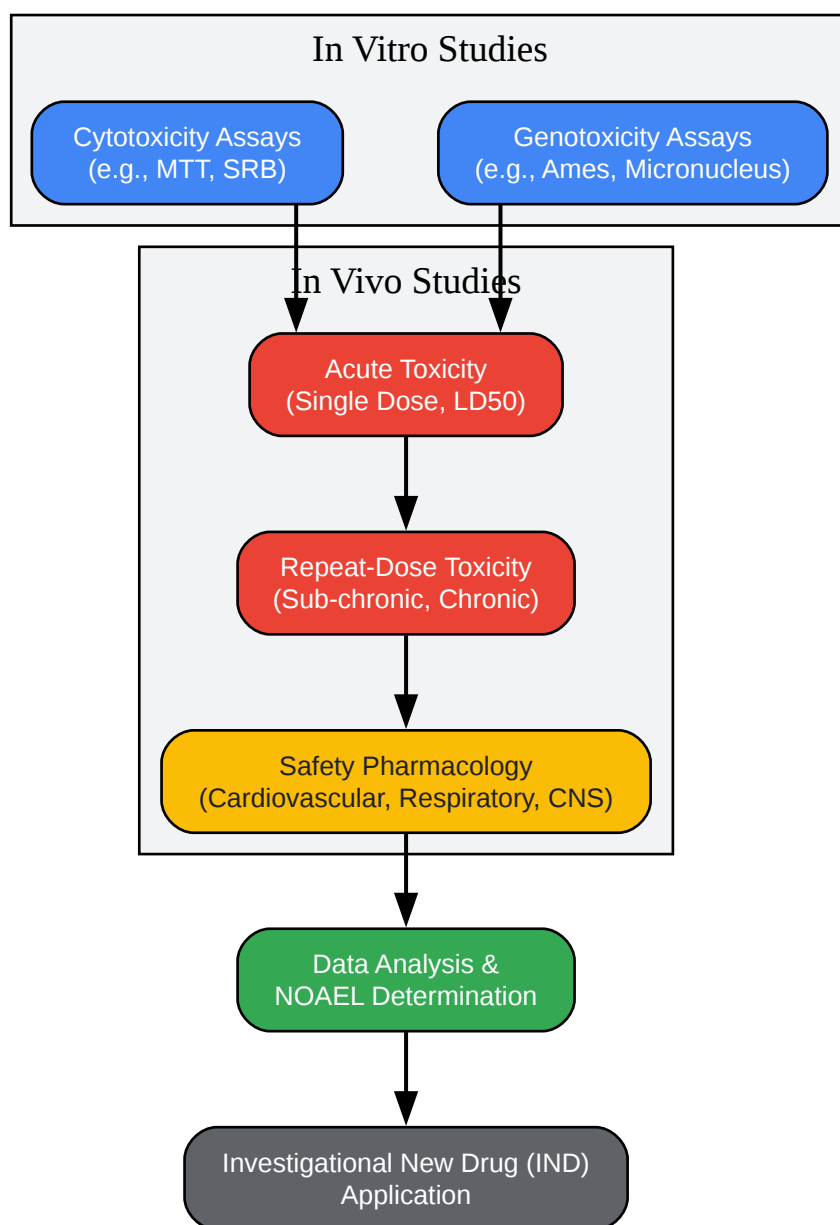 In Vitro Studies
Cytotoxicity Assays
(e.g., MTT, SRB)
Genotoxicity Assays
(e.g., Ames, Micronucleus)
In Vivo Studies
Acute Toxicity
(Single Dose, LD50)
Repeat-Dose Toxicity
(Sub-chronic, Chronic)
Safety Pharmacology
(Cardiovascular, Respiratory, CNS)
Data Analysis &
NOAEL Determination
Investigational New Drug (IND)
Application